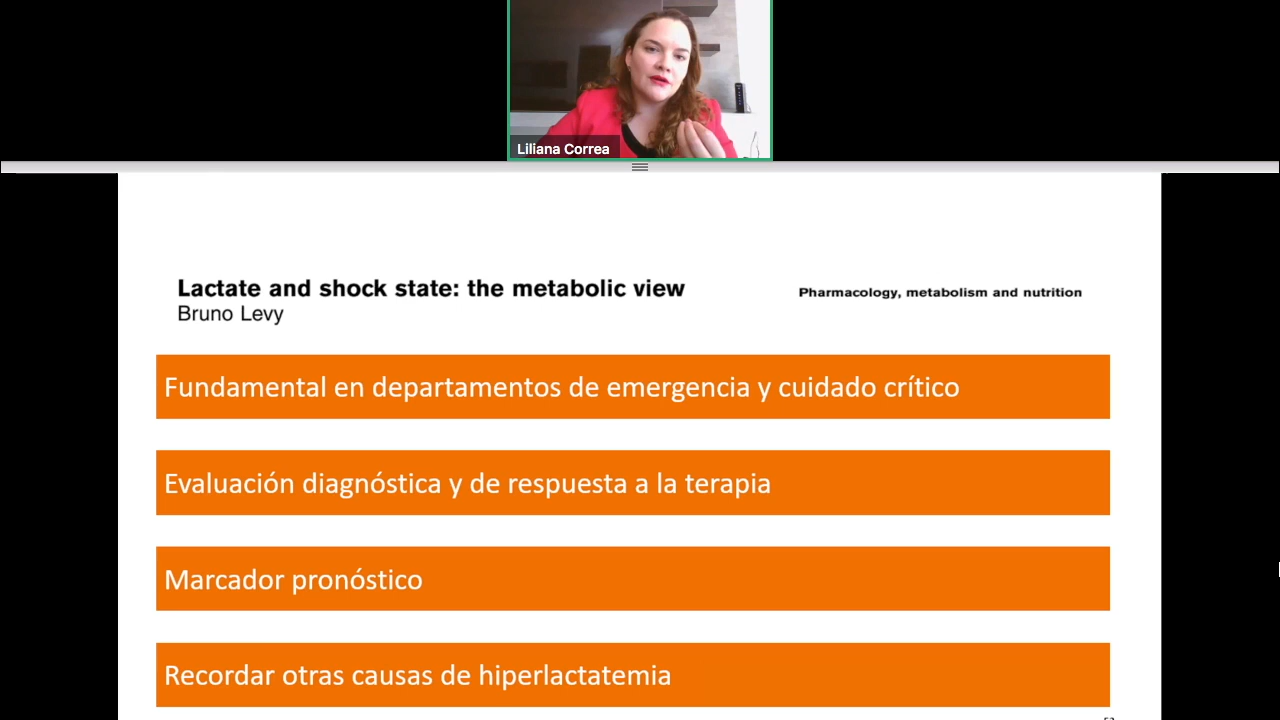 Liliana Correa
Lactate and shock state: the metabolic view
Pharmacology, metabolism and nutrition
Bruno Levy
Fundamental en departamentos de emergencia y cuidado crítico
Evaluación diagnóstica y de respuesta a la terapia
Marcador pronóstico
Recordar otras causas de hiperlactatemia